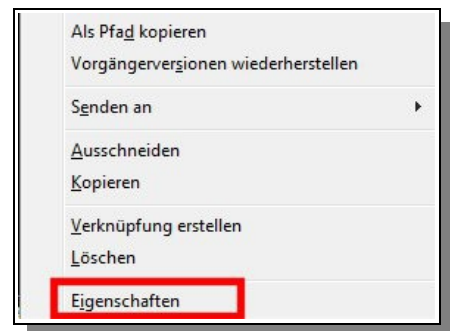 Als Pfad kopieren
Vorgängerversionen wiederherstellen
Senden an
Ausschneiden
Kopieren
Verknüpfung erstellen
Löschen
Eigenschaften